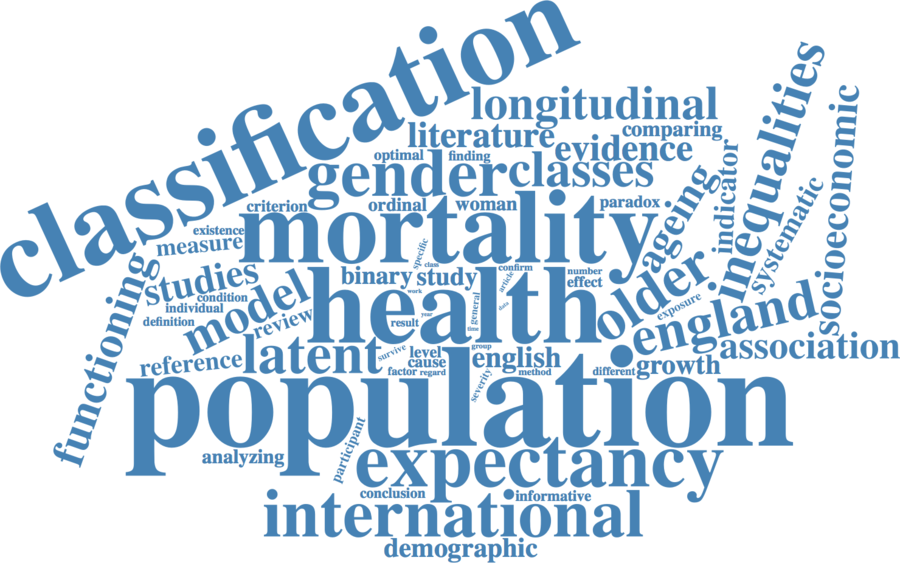 classification
longitudinal
literature
comparing
optimal
finding
evidence
gender
classes
inequalities
socioeconomic
indicator
ageing
systematic
criterion
ordinal
woman
paradox
mortality
existence
measure
specific
class
functioning
studies
condition
individual
definition
model
review
binary
study
confirm
article
number
effect
work
health
year
general
data
time
result
older
exposure
england
association
reference
latent
survive
level
cause
factor
regard
group
english
method
severity
different
growth
population
analyzing
participant
expectancy
conclusion
informative
international
demographic